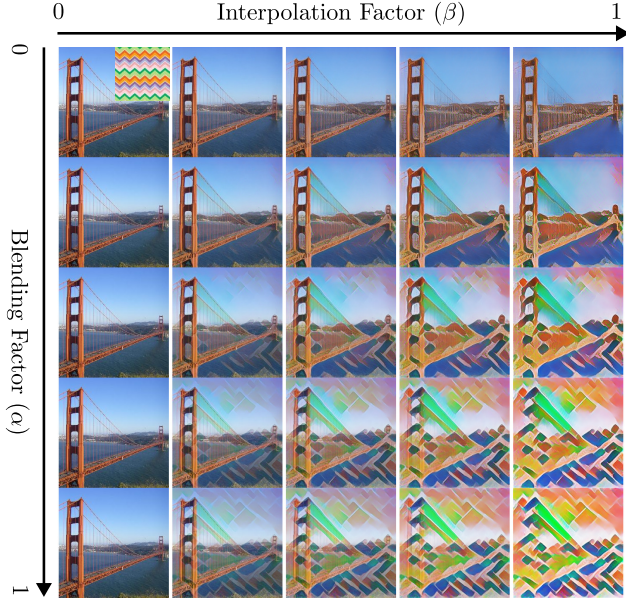 0 Interpolation Factor (β) 1
0
Blending Factor (α)
1